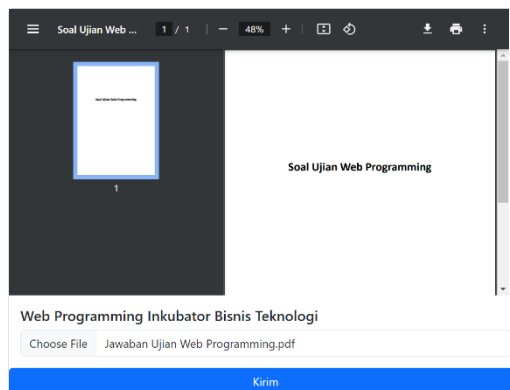 Soal Ujian Web ...
1 / 1
48%
1
Soal Ujian Web Programming
Web Programming Inkubator Bisnis Teknologi
Choose File Jawaban Ujian Web Programming.pdf
Kirim